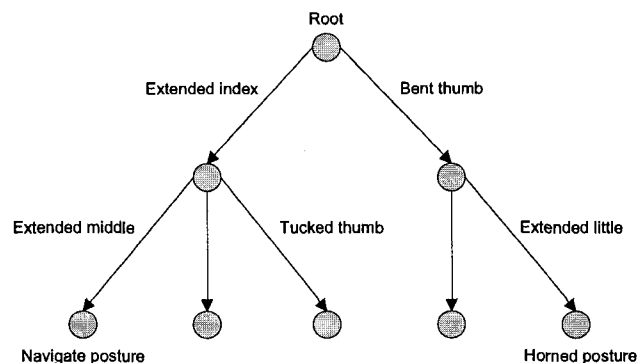 Root
Extended index
Bent thumb
Extended middle
Tucked thumb
Extended little
Navigate posture
Horned posture